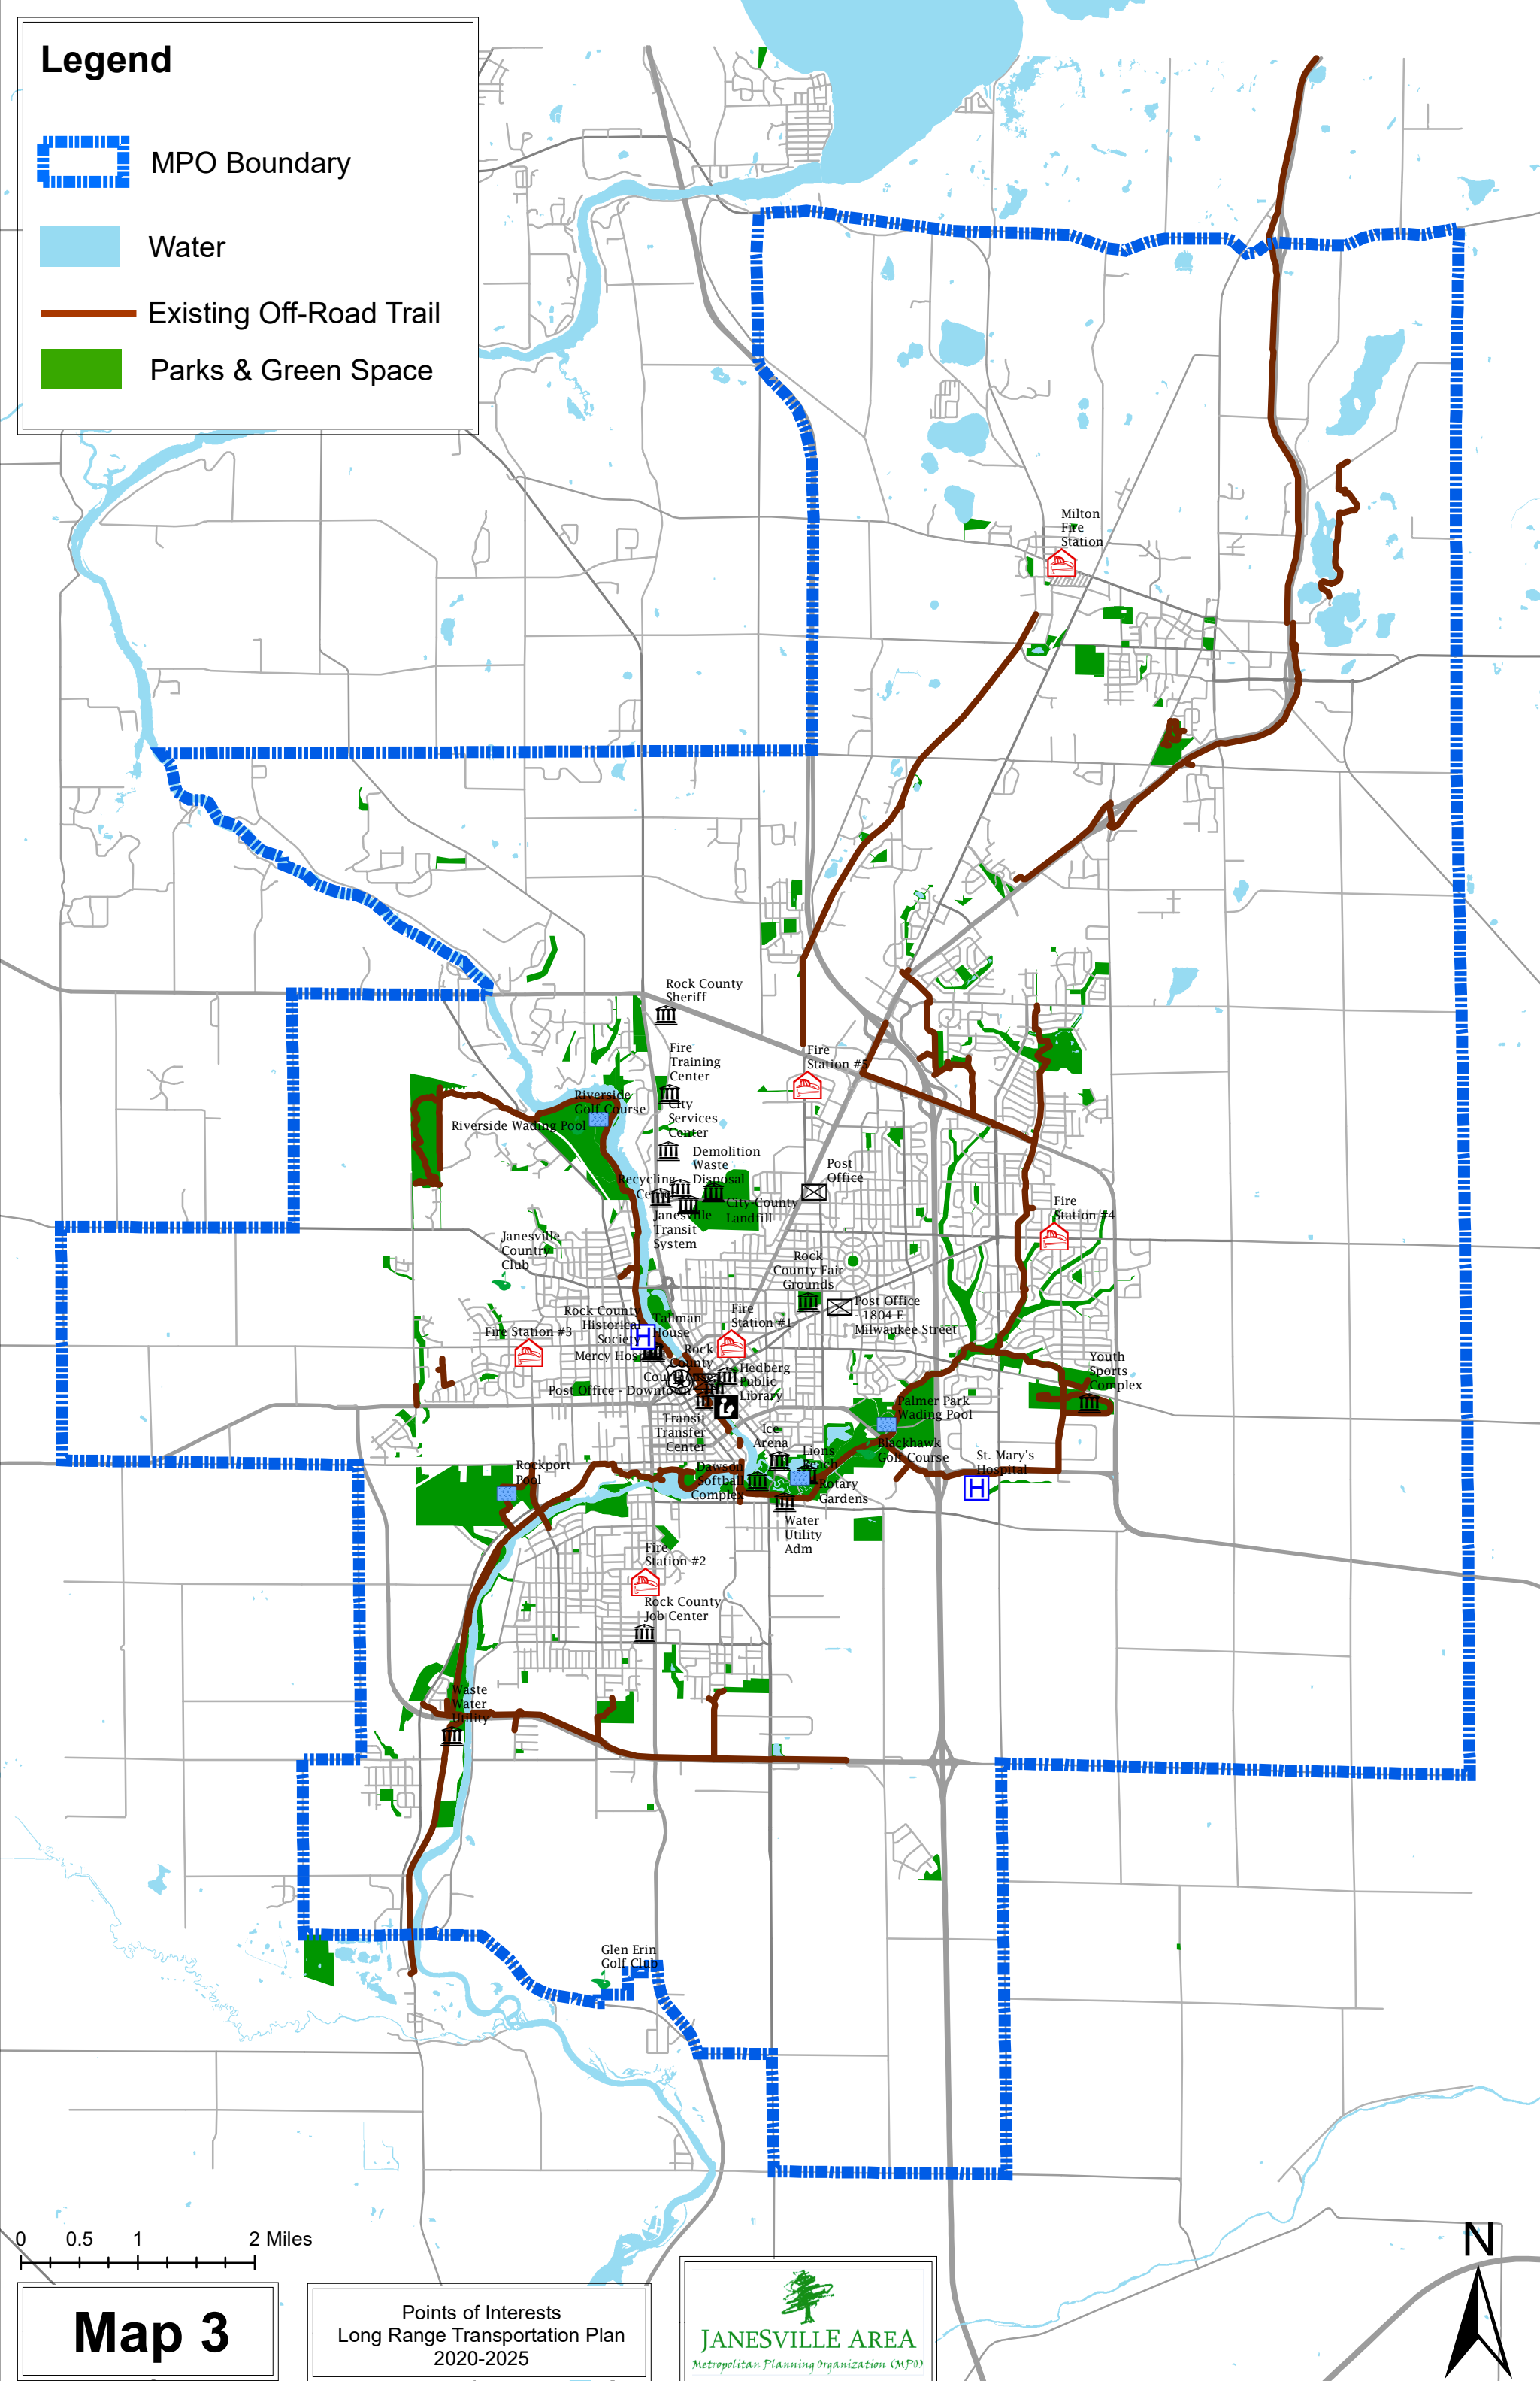 Legend
MPO Boundary
Water
Existing Off-Road Trail
Parks & Green Space
Milton
Fire
Station
Rock County
Sheriff
Fire
Training
Center
Fire
Station #5
City
Services
Center
Riverside
Golf Course
Riverside Wading Pool
Demolition
Waste
Disposal
Recycling
Center
City-County
Landfill
Post
Office
Janesville
Transit
System
Fire
Station #4
Janesville
Country
Club
Rock
County Fair
Grounds
Post Office
- 1804 E
Milwaukee Street
Rock County
Historical
Society
Tallman
House
Fire
Station #1
Fire Station #3
Mercy Hospital
Rock
County
Courthouse
Hedberg
Public
Library
Post Office - Downtown
Youth
Sports
Complex
Palmer Park
Wading Pool
Transit
Transfer
Center
Ice
Arena
Lions
Beach
Blackhawk
Golf Course
St. Mary's
Hospital
Rockport
Pool
Dawson
Softball
Complex
Rotary
Gardens
Water
Utility
Adm
Fire
Station #2
Rock County
Job Center
Waste
Water
Utility
Glen Erin
Golf Club
0 0.5 1 2 Miles
N
Map 3
Points of Interests
Long Range Transportation Plan
2020-2025
JANESVILLE AREA
Metropolitan Planning Organization (MPO)